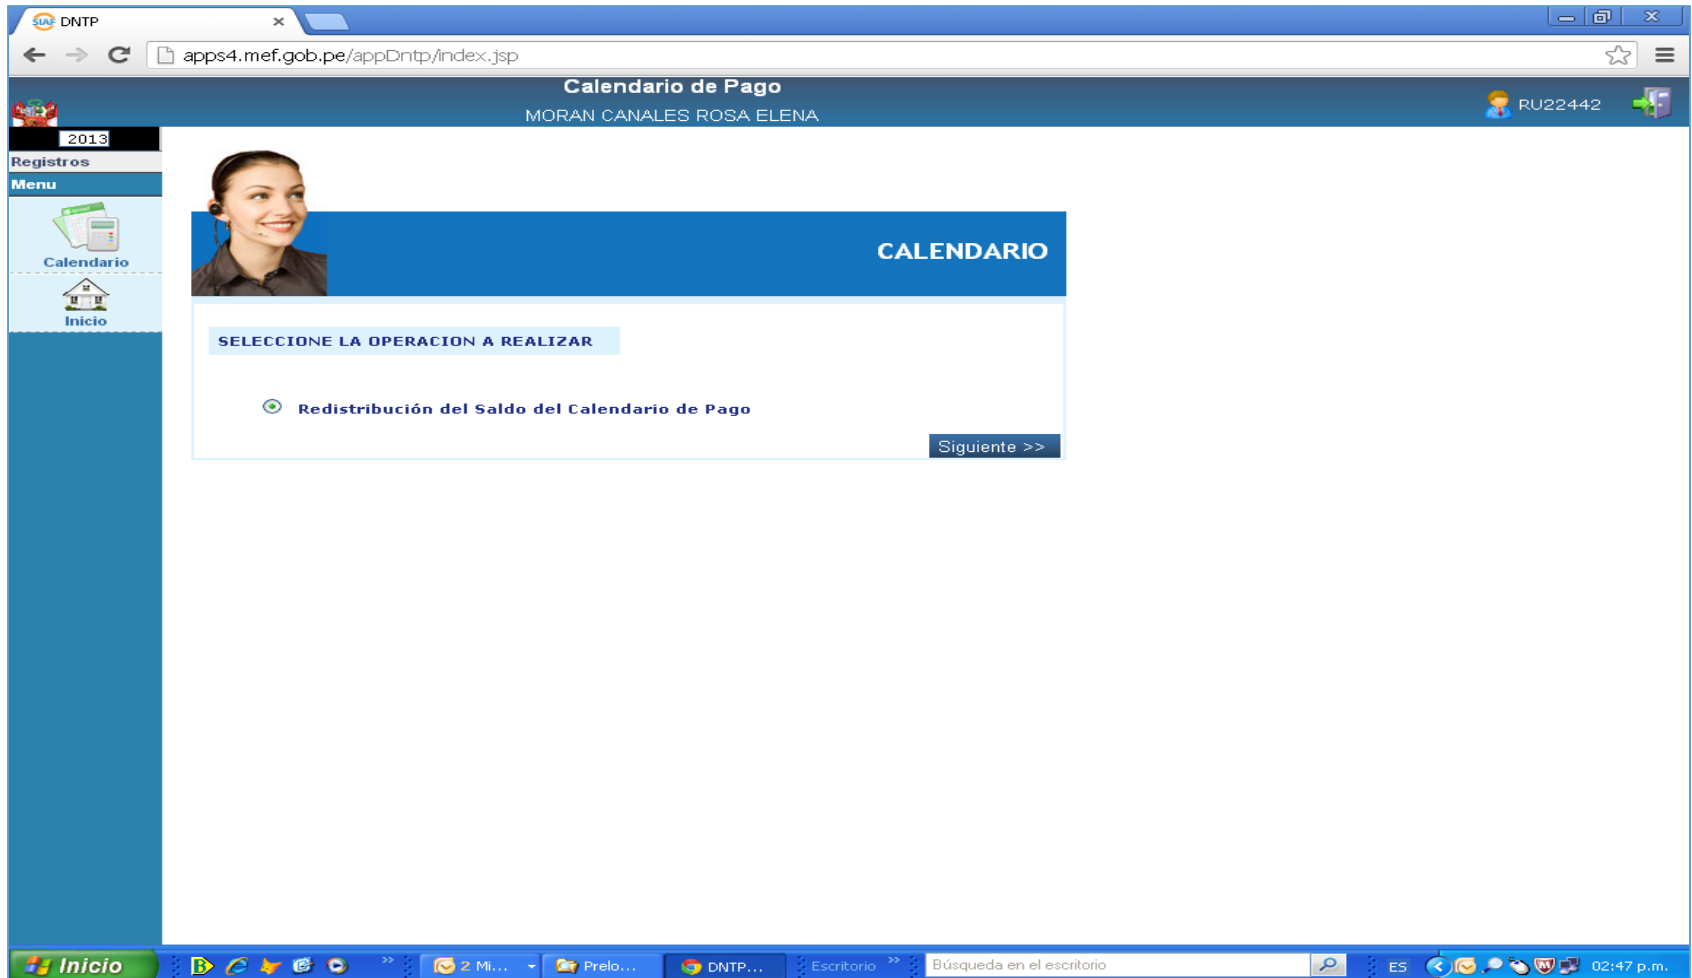 SIAF DNTP
apps4.mef.gob.pe/appDntp/index.jsp
Calendario de Pago
MORAN CANALES ROSA ELENA
RU22442
2013
Registros
Menu
Calendario
Inicio
CALENDARIO
SELECCIONE LA OPERACION A REALIZAR
Redistribución del Saldo del Calendario de Pago
Siguiente >>
Inicio
2 Mi...
Prelo...
DNTP...
Escritorio
Búsqueda en el escritorio
ES
02:47 p.m.